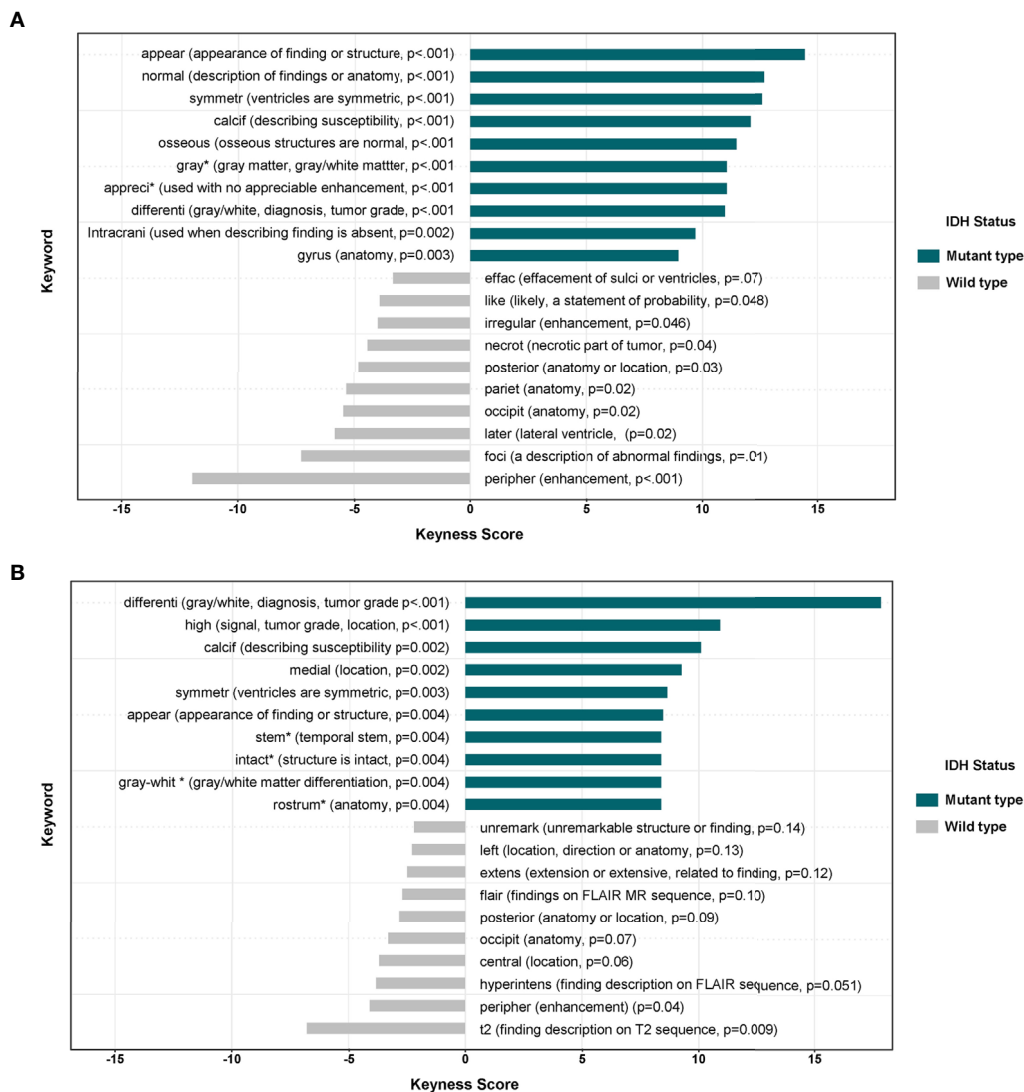 A
appear (appearance of finding or structure, p<.001)
normal (description of findings or anatomy, p<.001)
symmetr (ventricles are symmetric, p<.001)
calcif (describing susceptibility, p<.001)
osseous (osseous structures are normal, p<.001
gray* (gray matter, gray/white mattter, p<.001
appreci* (used with no appreciable enhancement, p<.001
differenti (gray/white, diagnosis, tumor grade, p<.001
Intracrani (used when describing finding is absent, p=0.002)
gyrus (anatomy, p=0.003)
effac (effacement of sulci or ventricles, p=.07)
like (likely, a statement of probability, p=0.048)
irregular (enhancement, p=0.046)
necrot (necrotic part of tumor, p=0.04)
posterior (anatomy or location, p=0.03)
pariet (anatomy, p=0.02)
occipit (anatomy, p=0.02)
later (lateral ventricle, (p=0.02)
foci (a description of abnormal findings, p=.01)
peripher (enhancement, p<.001)
Keyword
-15 -10 -5 0 5 10 15
Keyness Score
IDH Status
Mutant type
Wild type
B
differenti (gray/white, diagnosis, tumor grade p<.001)
high (signal, tumor grade, location, p<.001)
calcif (describing susceptibility p=0.002)
medial (location, p=0.002)
symmetr (ventricles are symmetric, p=0.003)
appear (appearance of finding or structure, p=0.004)
stem* (temporal stem, p=0.004)
intact* (structure is intact, p=0.004)
gray-whit * (gray/white matter differentiation, p=0.004)
rostrum* (anatomy, p=0.004)
unremark (unremarkable structure or finding, p=0.14)
left (location, direction or anatomy, p=0.13)
extens (extension or extensive, related to finding, p=0.12)
flair (findings on FLAIR MR sequence, p=0.10)
posterior (anatomy or location, p=0.09)
occipit (anatomy, p=0.07)
central (location, p=0.06)
hyperintens (finding description on FLAIR sequence, p=0.051)
peripher (enhancement) (p=0.04)
t2 (finding description on T2 sequence, p=0.009)
Keyword
-15 -10 -5 0 5 10 15
Keyness Score
IDH Status
Mutant type
Wild type